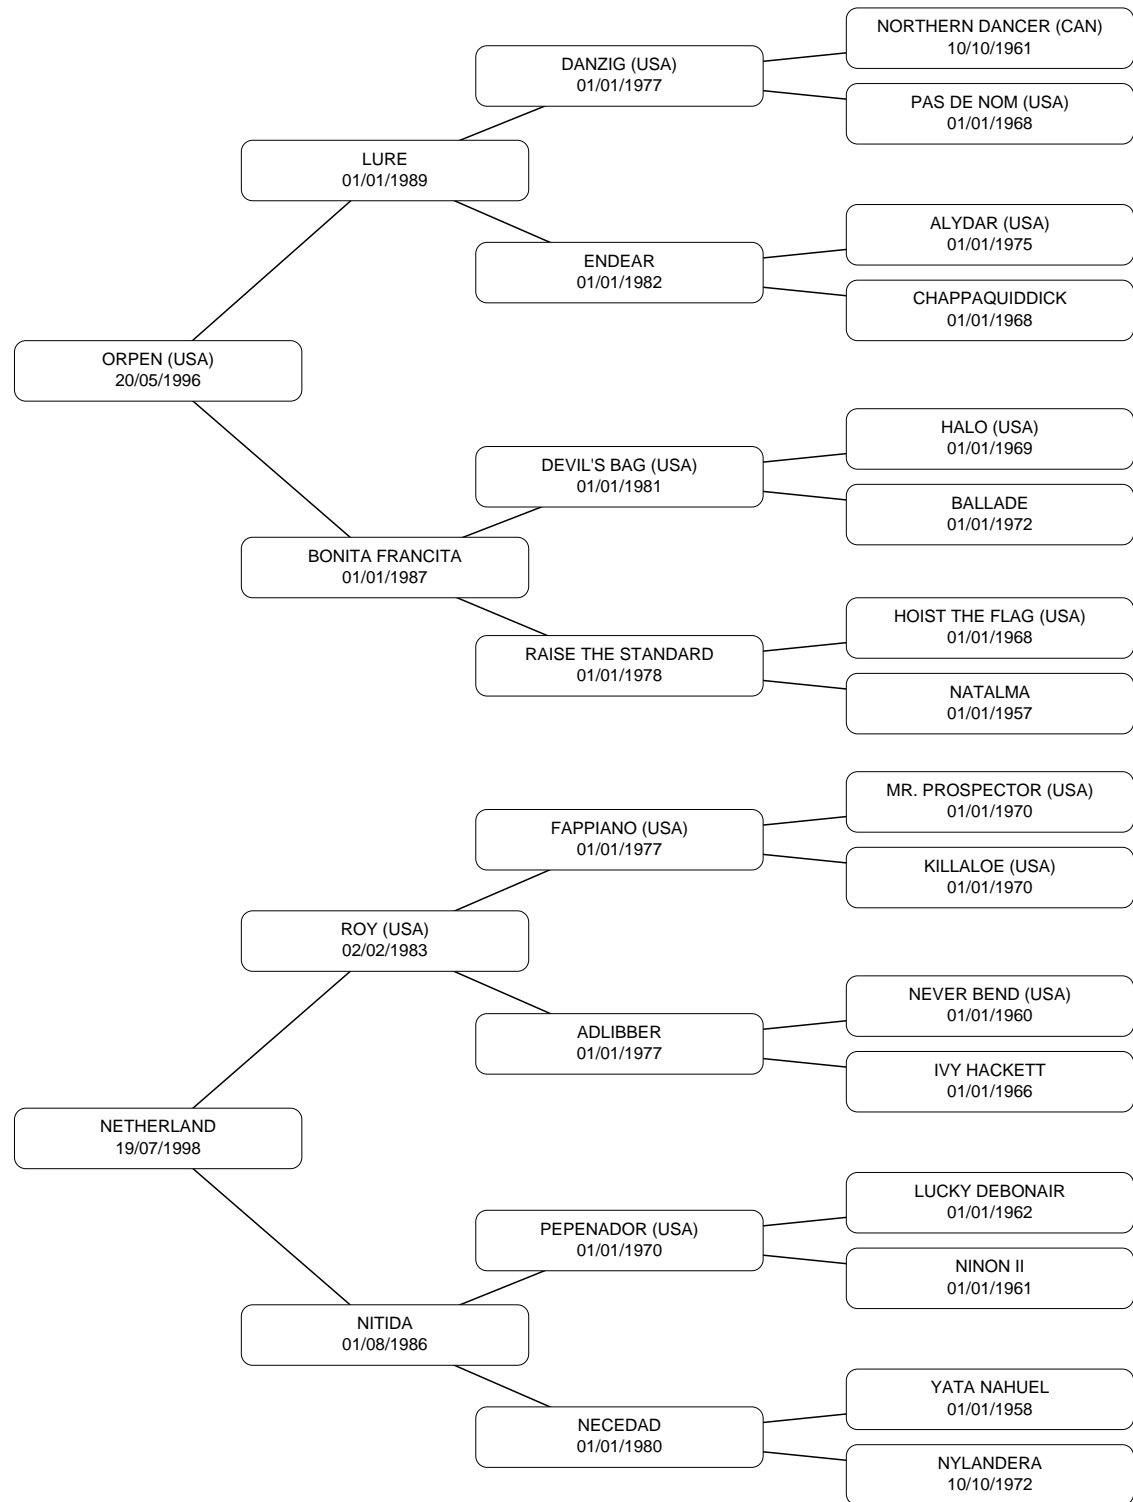 NORTHERN DANCER (CAN)
10/10/1961
DANZIG (USA)
01/01/1977
PAS DE NOM (USA)
01/01/1968
LURE
01/01/1989
ALYDAR (USA)
01/01/1975
ENDEAR
01/01/1982
CHAPPAQUIDDICK
01/01/1968
ORPEN (USA)
20/05/1996
HALO (USA)
01/01/1969
DEVIL'S BAG (USA)
01/01/1981
BALLADE
01/01/1972
BONITA FRANCITA
01/01/1987
HOIST THE FLAG (USA)
01/01/1968
RAISE THE STANDARD
01/01/1978
NATALMA
01/01/1957
MR. PROSPECTOR (USA)
01/01/1970
FAPPIANO (USA)
01/01/1977
KILLALOE (USA)
01/01/1970
ROY (USA)
02/02/1983
NEVER BEND (USA)
01/01/1960
ADLIBBER
01/01/1977
IVY HACKETT
01/01/1966
NETHERLAND
19/07/1998
LUCKY DEBONAIR
01/01/1962
PEPENADOR (USA)
01/01/1970
NINON II
01/01/1961
NITIDA
01/08/1986
YATA NAHUEL
01/01/1958
NECEDAD
01/01/1980
NYLANDERA
10/10/1972